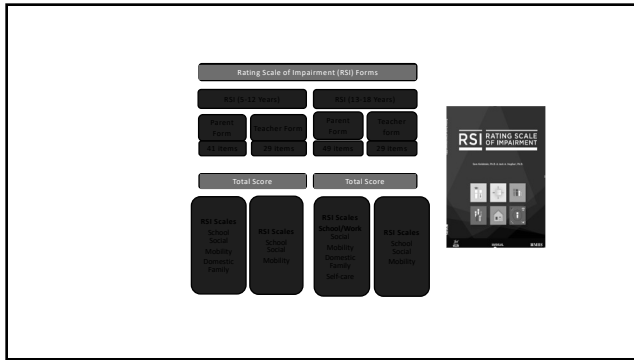 Rating Scale of Impairment (RSI) Forms
RSI (5-12 Years)
RSI (13-18 Years)
Parent
Form
Teacher Form
Parent
Form
Teacher
form
41 items
29 items
49 items
29 items
Total Score
Total Score
RSI Scales
School
Social
Mobility
Domestic
Family
RSI Scales
School
Social
Mobility
RSI Scales
School/Work
Social
Mobility
Domestic
Family
Self-care
RSI Scales
School
Social
Mobility
RSI
RATING SCALE
OF IMPAIRMENT
MANUAL
MHS